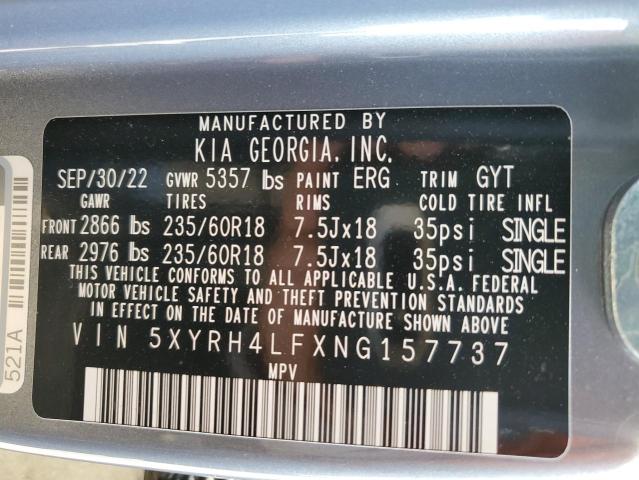 MANUFACTURED BY
KIA GEORGIA. INC.
SEP/30/22 GVWR 5357 lbs PAINT ERG TRIM GYT
GAWR TIRES RIMS COLD TIRE INFL
FRONT 2866 lbs 235/60R18 7.5Jx18 35psi SINGLE
REAR 2976 lbs 235/60R18 7.5Jx18 35psi SINGLE
THIS VEHICLE CONFORMS TO ALL APPLICABLE U.S.A. FEDERAL
MOTOR VEHICLE SAFETY AND THEFT PREVENTION STANDARDS
IN EFFECT ON THE DATE OF MANUFACTURE SHOWN ABOVE.
VIN 5XYRH4LFXNG157737
MPV
521A